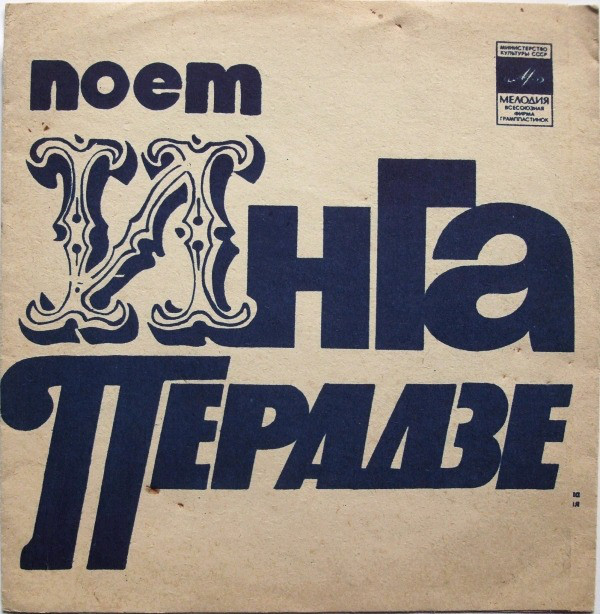 поет
МИНИСТЕРСТВО
КУЛЬТУРЫ СССР
МЕЛОДИЯ
ВСЕСОЮЗНАЯ
ФИРМА
ГРАМПЛАСТИНОК
ИнГа
ПЕРАДЗЕ